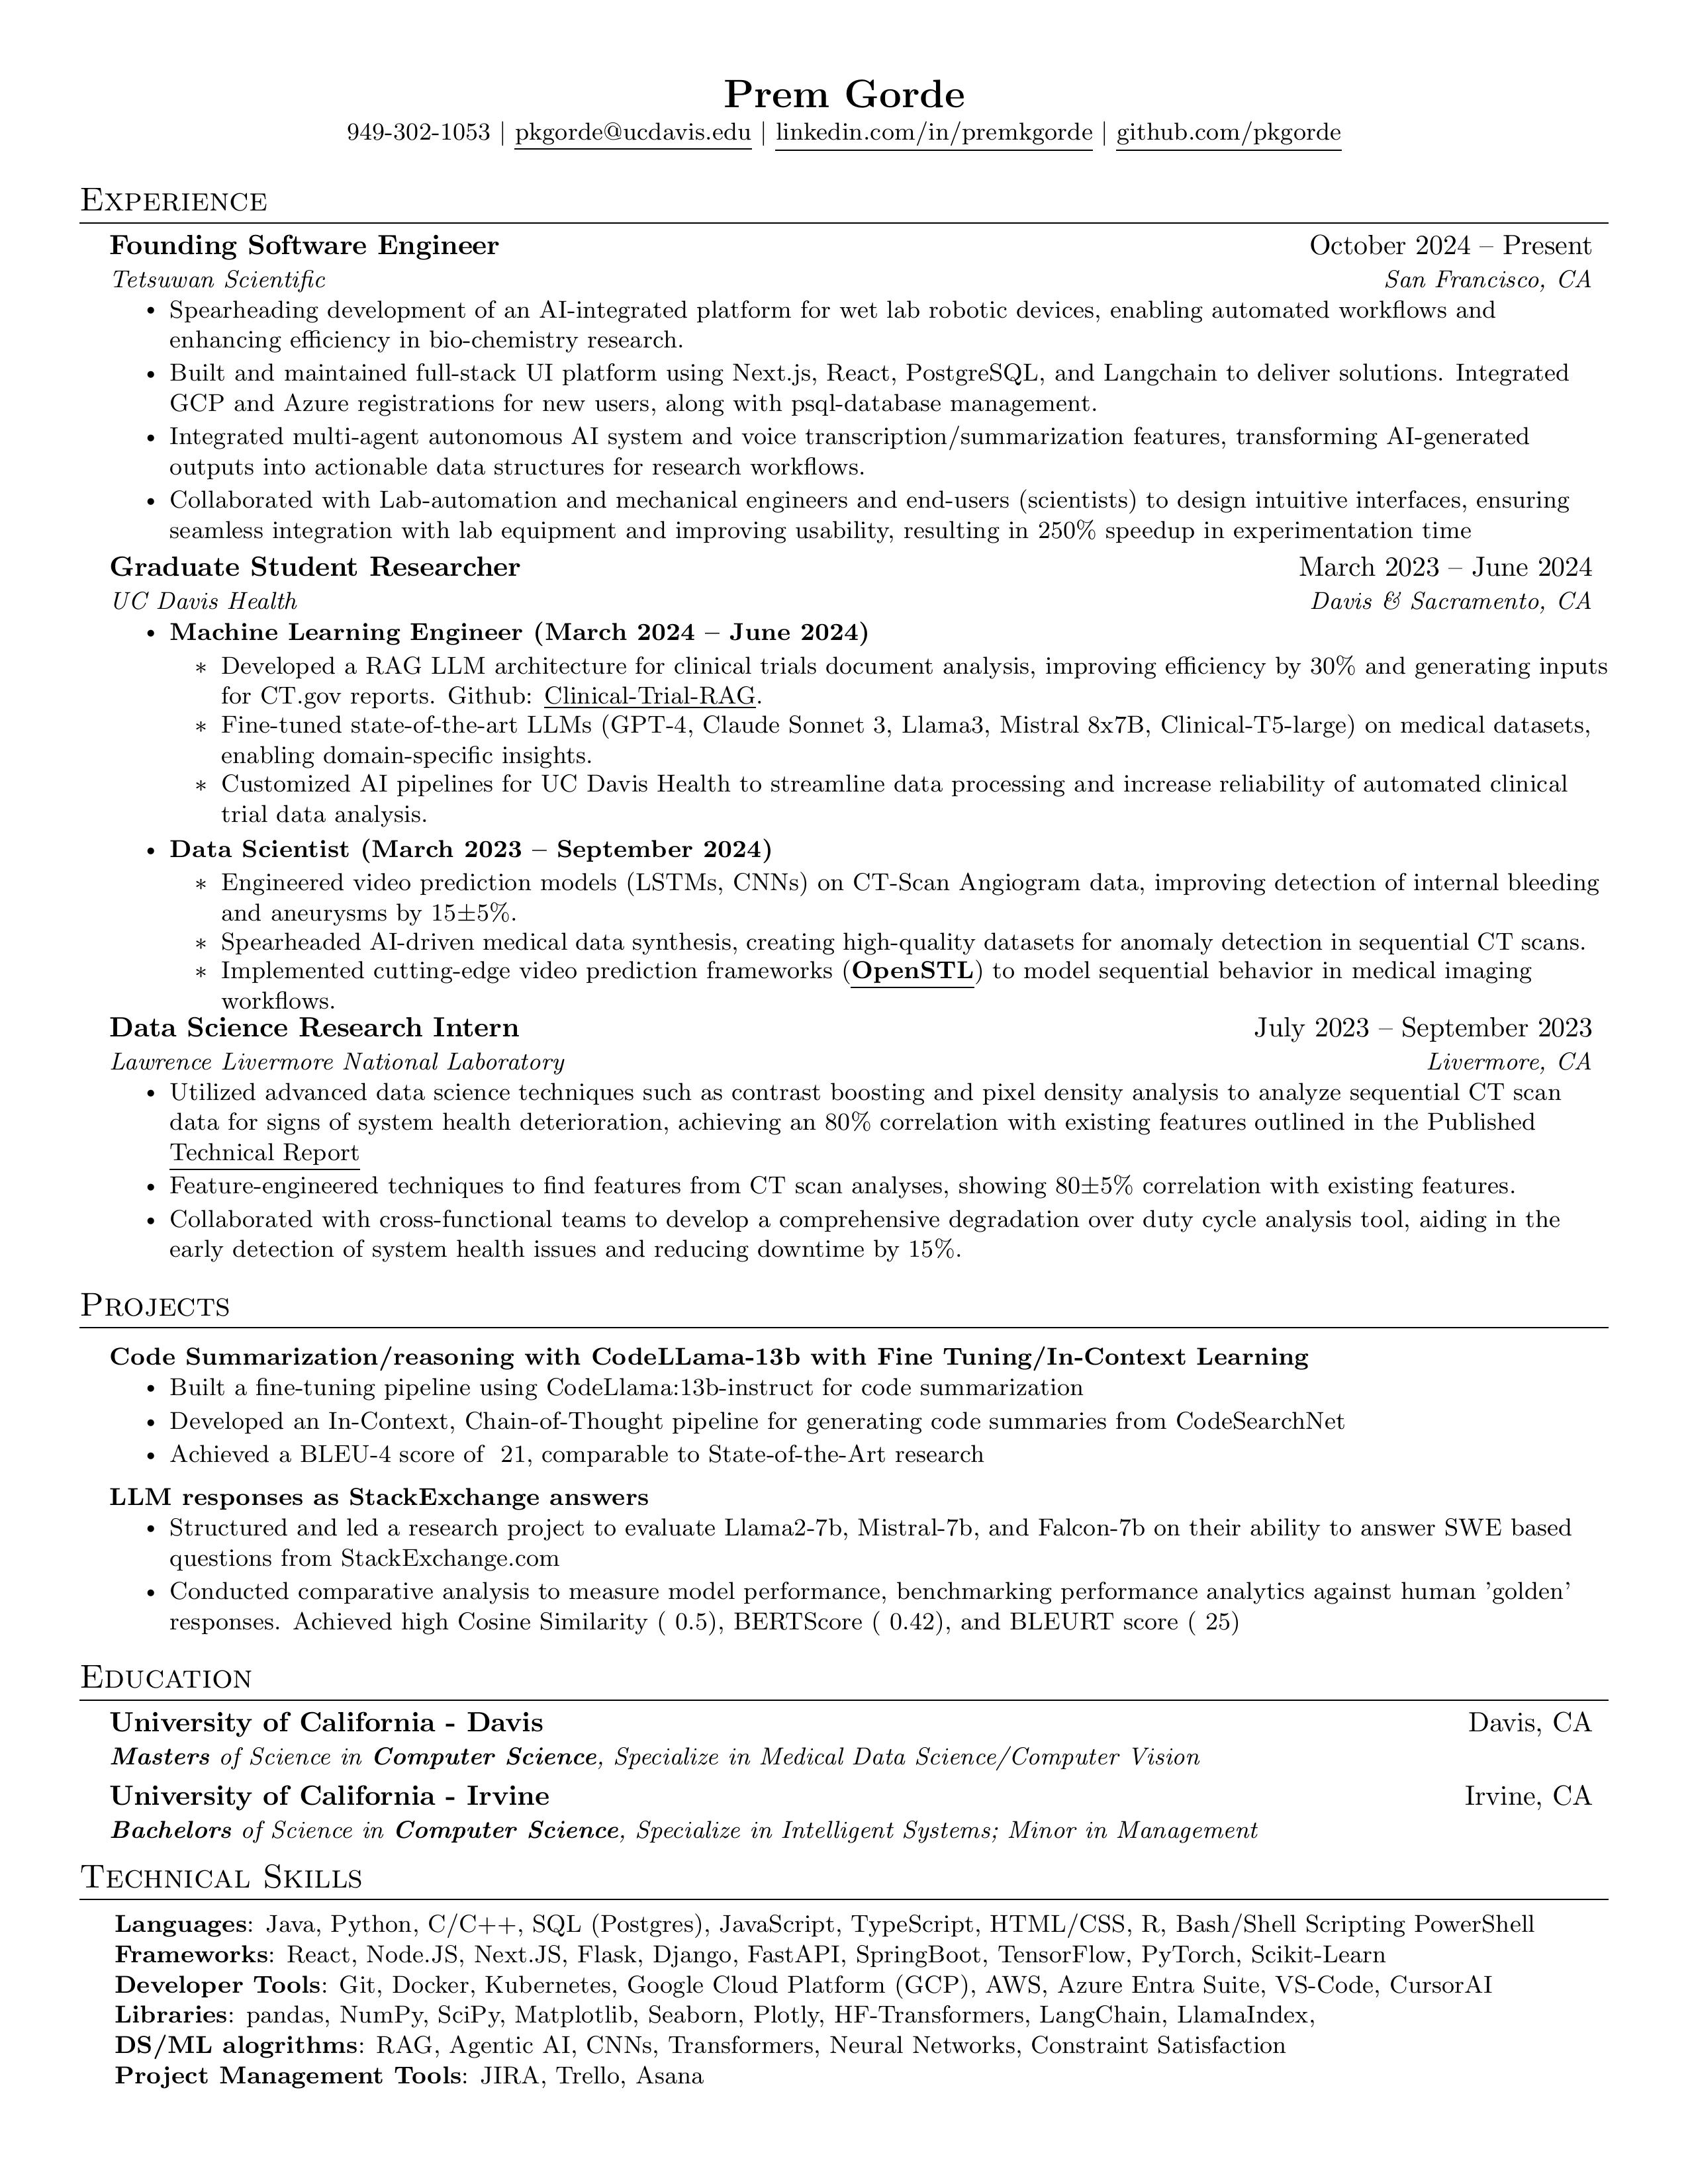 Prem Gorde
949-302-1053 | pkgorde@ucdavis.edu | linkedin.com/in/premkgorde | github.com/pkgorde
Experience
Founding Software Engineer October 2024 – Present
Tetsuwan Scientific San Francisco, CA
• Spearheading development of an AI-integrated platform for wet lab robotic devices, enabling automated workflows and
enhancing efficiency in bio-chemistry research.
• Built and maintained full-stack UI platform using Next.js, React, PostgreSQL, and Langchain to deliver solutions. Integrated
GCP and Azure registrations for new users, along with psql-database management.
• Integrated multi-agent autonomous AI system and voice transcription/summarization features, transforming AI-generated
outputs into actionable data structures for research workflows.
• Collaborated with Lab-automation and mechanical engineers and end-users (scientists) to design intuitive interfaces, ensuring
seamless integration with lab equipment and improving usability, resulting in 250% speedup in experimentation time
Graduate Student Researcher March 2023 – June 2024
UC Davis Health Davis & Sacramento, CA
• Machine Learning Engineer (March 2024 – June 2024)
∗ Developed a RAG LLM architecture for clinical trials document analysis, improving efficiency by 30% and generating inputs
for CT.gov reports. Github: Clinical-Trial-RAG.
∗ Fine-tuned state-of-the-art LLMs (GPT-4, Claude Sonnet 3, Llama3, Mistral 8x7B, Clinical-T5-large) on medical datasets,
enabling domain-specific insights.
∗ Customized AI pipelines for UC Davis Health to streamline data processing and increase reliability of automated clinical
trial data analysis.
• Data Scientist (March 2023 – September 2024)
∗ Engineered video prediction models (LSTMs, CNNs) on CT-Scan Angiogram data, improving detection of internal bleeding
and aneurysms by 15±5%.
∗ Spearheaded AI-driven medical data synthesis, creating high-quality datasets for anomaly detection in sequential CT scans.
∗ Implemented cutting-edge video prediction frameworks (OpenSTL) to model sequential behavior in medical imaging
workflows.
Data Science Research Intern July 2023 – September 2023
Lawrence Livermore National Laboratory Livermore, CA
• Utilized advanced data science techniques such as contrast boosting and pixel density analysis to analyze sequential CT scan
data for signs of system health deterioration, achieving an 80% correlation with existing features outlined in the Published
Technical Report
• Feature-engineered techniques to find features from CT scan analyses, showing 80±5% correlation with existing features.
• Collaborated with cross-functional teams to develop a comprehensive degradation over duty cycle analysis tool, aiding in the
early detection of system health issues and reducing downtime by 15%.
Projects
Code Summarization/reasoning with CodeLLama-13b with Fine Tuning/In-Context Learning
• Built a fine-tuning pipeline using CodeLlama:13b-instruct for code summarization
• Developed an In-Context, Chain-of-Thought pipeline for generating code summaries from CodeSearchNet
• Achieved a BLEU-4 score of 21, comparable to State-of-the-Art research
LLM responses as StackExchange answers
• Structured and led a research project to evaluate Llama2-7b, Mistral-7b, and Falcon-7b on their ability to answer SWE based
questions from StackExchange.com
• Conducted comparative analysis to measure model performance, benchmarking performance analytics against human ’golden’
responses. Achieved high Cosine Similarity ( 0.5), BERTScore ( 0.42), and BLEURT score ( 25)
Education
University of California - Davis Davis, CA
Masters of Science in Computer Science, Specialize in Medical Data Science/Computer Vision
University of California - Irvine Irvine, CA
Bachelors of Science in Computer Science, Specialize in Intelligent Systems; Minor in Management
Technical Skills
Languages: Java, Python, C/C++, SQL (Postgres), JavaScript, TypeScript, HTML/CSS, R, Bash/Shell Scripting PowerShell
Frameworks: React, Node.JS, Next.JS, Flask, Django, FastAPI, SpringBoot, TensorFlow, PyTorch, Scikit-Learn
Developer Tools: Git, Docker, Kubernetes, Google Cloud Platform (GCP), AWS, Azure Entra Suite, VS-Code, CursorAI
Libraries: pandas, NumPy, SciPy, Matplotlib, Seaborn, Plotly, HF-Transformers, LangChain, LlamaIndex,
DS/ML alogrithms: RAG, Agentic AI, CNNs, Transformers, Neural Networks, Constraint Satisfaction
Project Management Tools: JIRA, Trello, Asana